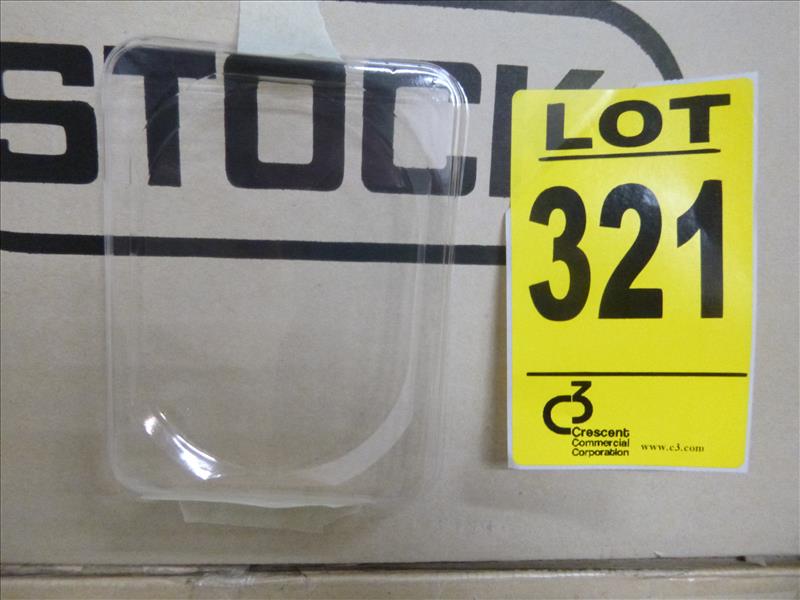 STOCK
LOT
321
C3
Crescent
Commercial
Corporation
www.c3.com